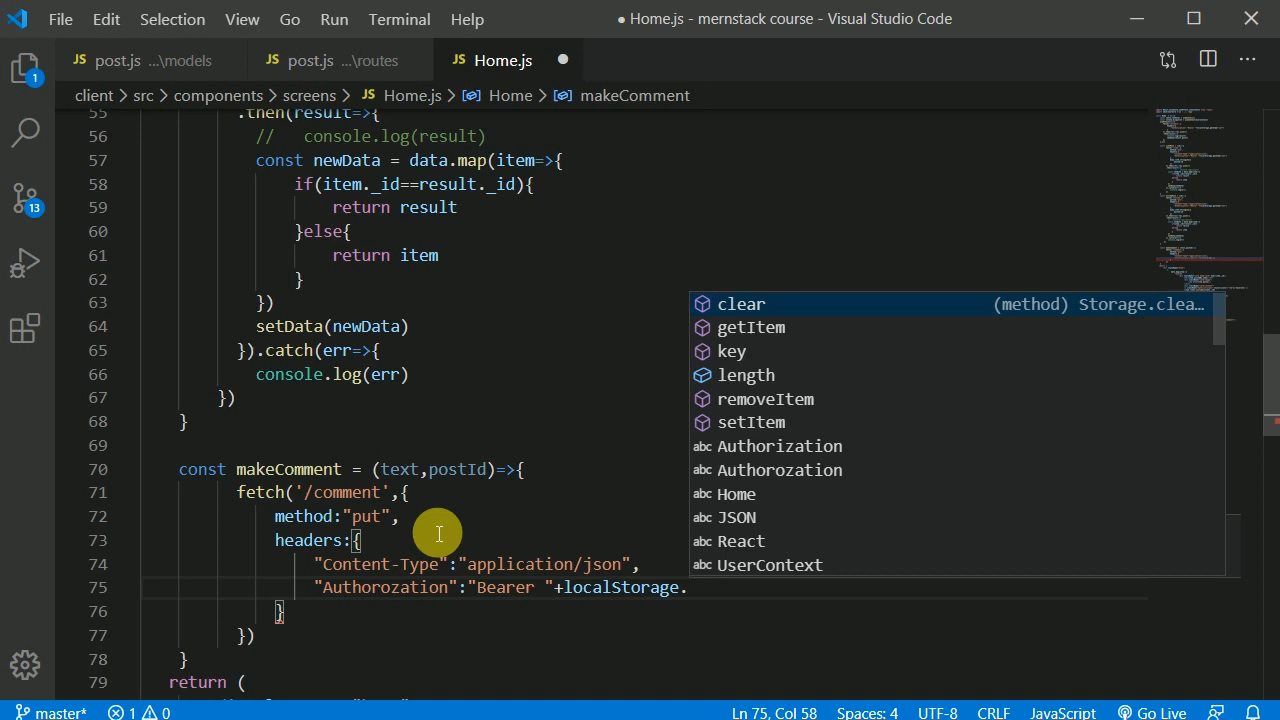 File Edit Selection View Go Run Terminal Help ● Home.js - mernstack course - Visual Studio Code
JS post.js ...\models JS post.js ...\routes JS Home.js
client > src > components > screens > JS Home.js > Home > makeComment
55 .then(result=>{
56 // console.log(result)
57 const newData = data.map(item=>{
58 if(item._id==result._id){
59 return result
60 }else{
61 return item
62 }
63 })
64 setData(newData)
65 }).catch(err=>{
66 console.log(err)
67 })
68 }
69
70 const makeComment = (text,postId)=>{
71 fetch('/comment',{
72 method:"put",
73 headers:{
74 "Content-Type":"application/json",
75 "Authorozation":"Bearer "+localStorage.
76 }
77 })
78 }
79 return (
clear (method) Storage.clea…
getItem
key
length
removeItem
setItem
abc Authorization
abc Authorozation
abc Home
abc JSON
abc React
abc UserContext
1
13
master* 1 0 Ln 75, Col 58 Spaces: 4 UTF-8 CRLF JavaScript Go Live